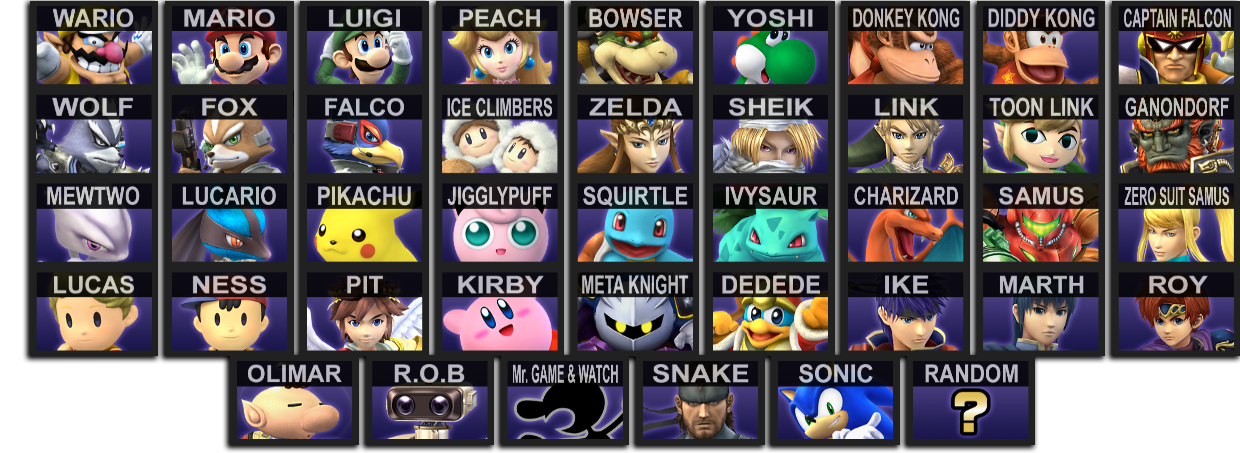 WARIO MARIO LUIGI PEACH BOWSER YOSHI DONKEY KONG DIDDY KONG CAPTAIN FALCON
WOLF FOX FALCO ICE CLIMBERS ZELDA SHEIK LINK TOON LINK GANONDORF
MEWTWO LUCARIO PIKACHU JIGGLYPUFF SQUIRTLE IVYSAUR CHARIZARD SAMUS ZERO SUIT SAMUS
LUCAS NESS PIT KIRBY META KNIGHT DEDEDE IKE MARTH ROY
OLIMAR R.O.B Mr. GAME & WATCH SNAKE SONIC RANDOM
?